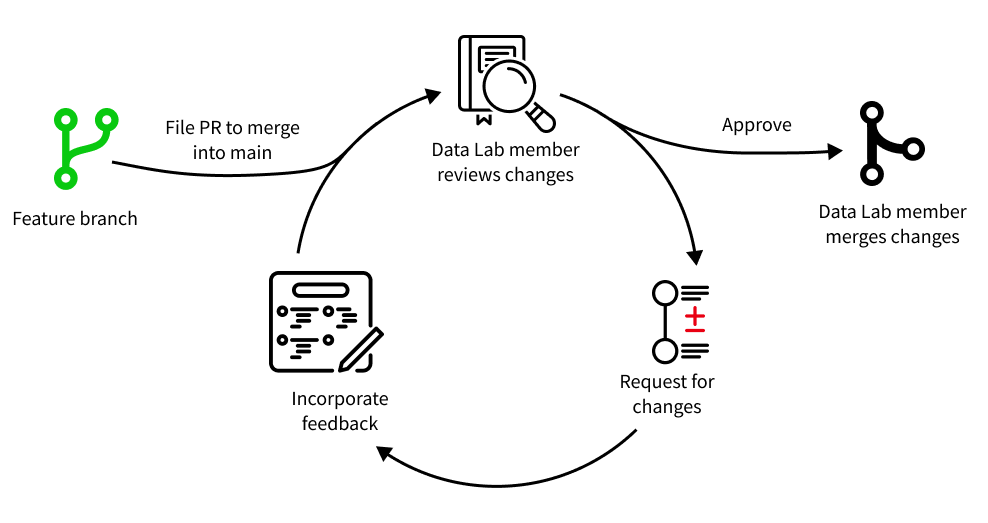 File PR to merge
into main
Feature branch
Data Lab member
reviews changes
Approve
Data Lab member
merges changes
Request for
changes
Incorporate
feedback